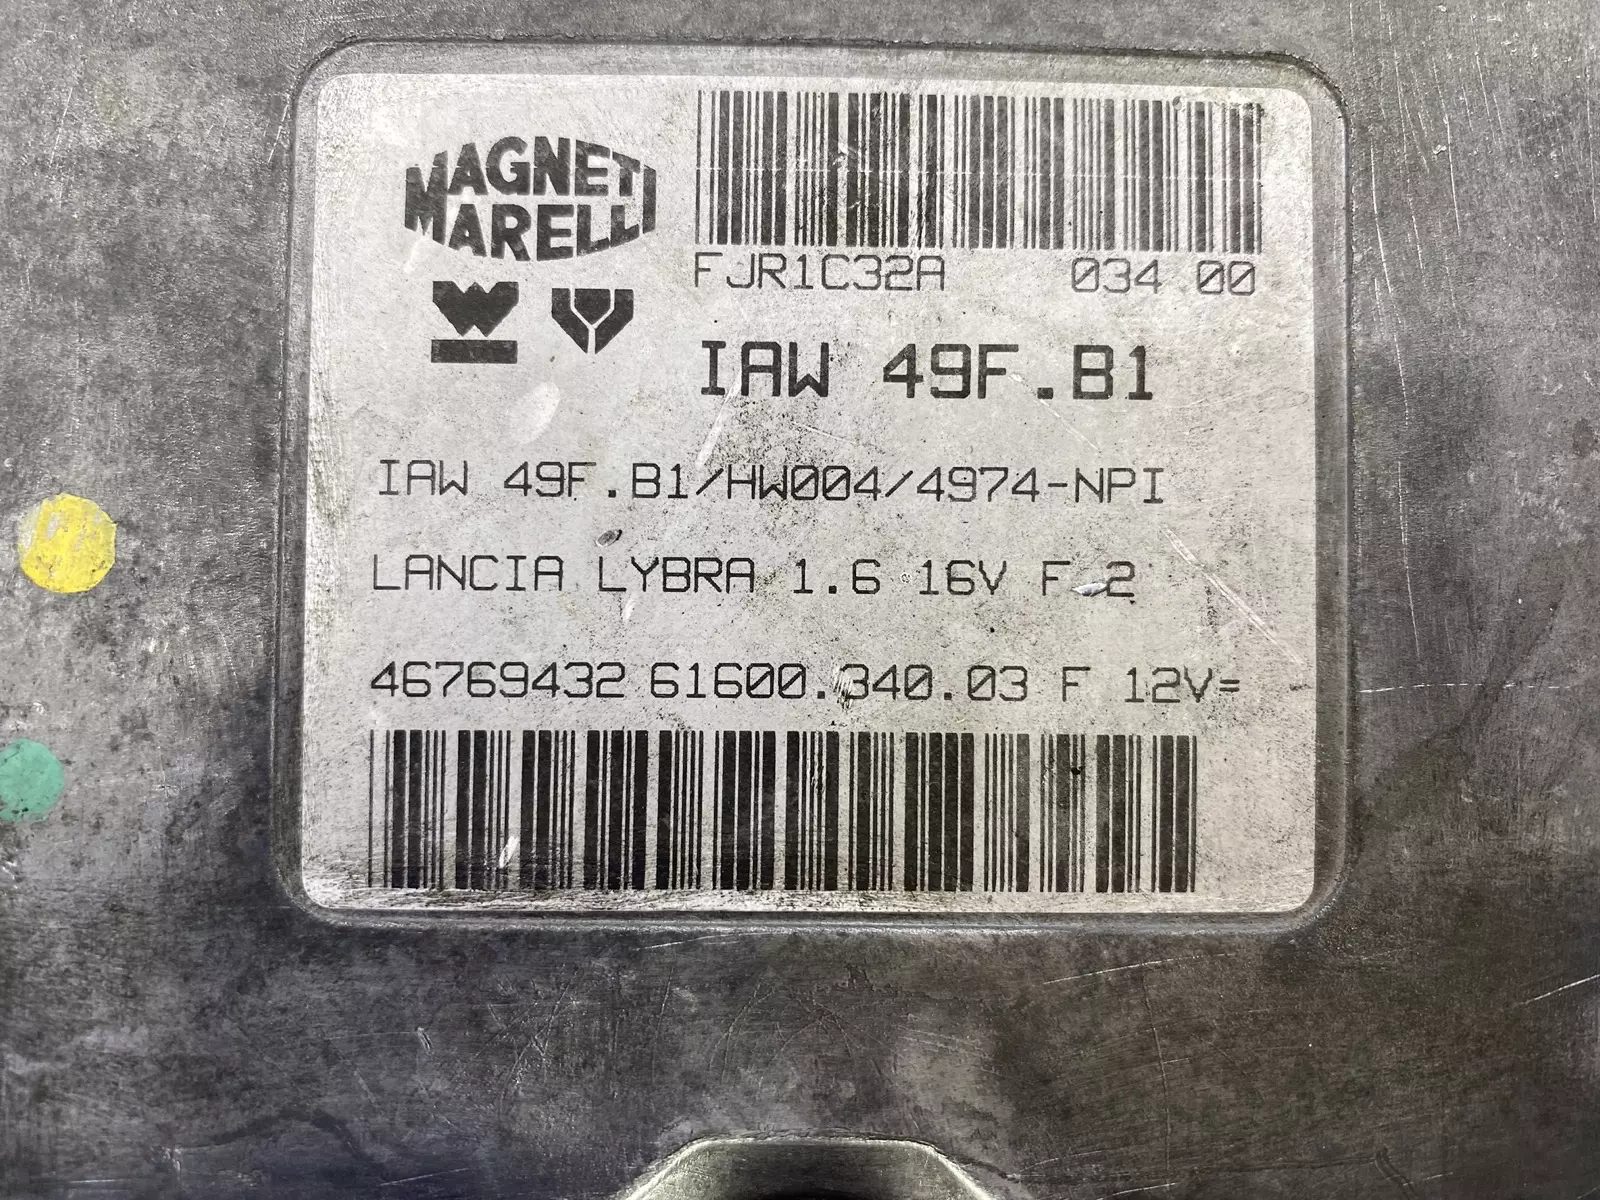 MAGNETI
MARELLI
FJR1C32A 034 00
IAW 49F.B1
IAW 49F.B1/HW004/4974-NPI
LANCIA LYBRA 1.6 16V F 2
46769432 61600.340.03 F 12V=